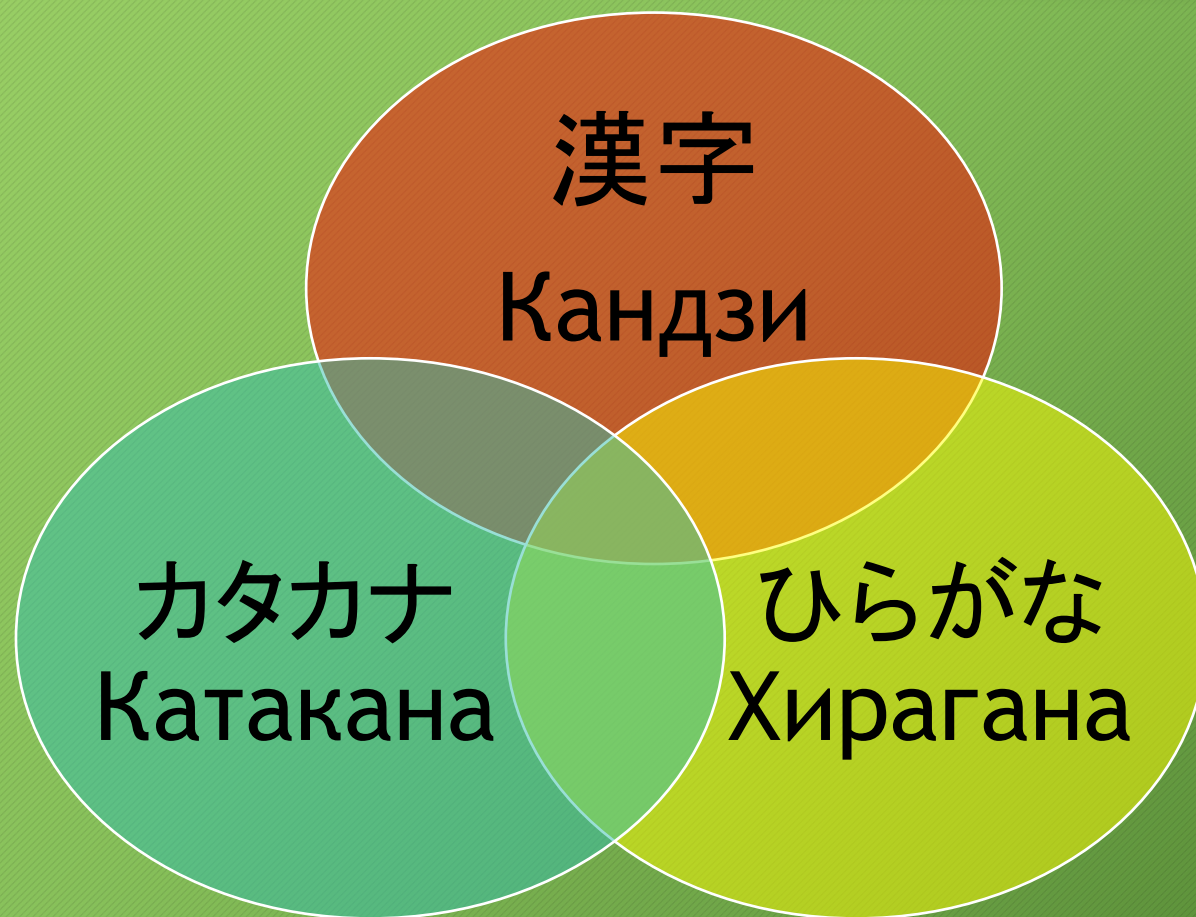 漢字
Кандзи
カタカナ
Катакана
ひらがな
Хирагана